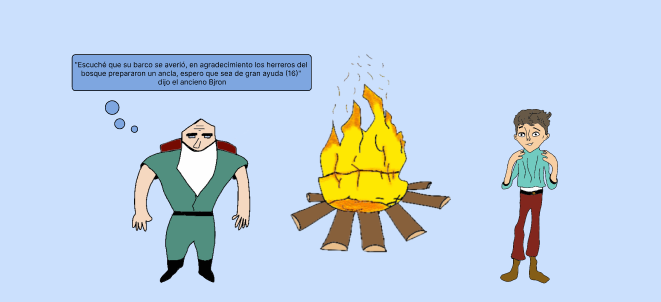 "Escuché que su barco se averió, en agradecimiento los herreros del
bosque prepararon un ancla, espero que sea de gran ayuda (16)"
dijo el ancieno Bjron